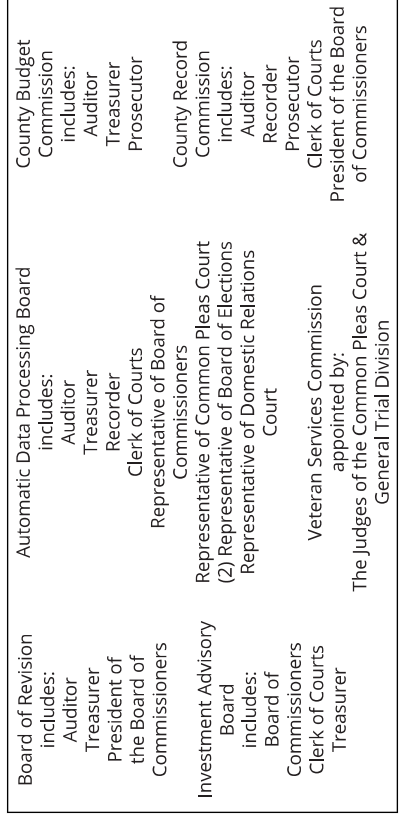 Board of Revision
includes:
Auditor
Treasurer
President of
the Board of
Commissioners
Investment Advisory
Board
includes:
Board of
Commissioners
Clerk of Courts
Treasurer
Automatic Data Processing Board
includes:
Auditor
Treasurer
Recorder
Clerk of Courts
Representative of Board of
Commissioners
Representative of Common Pleas Court
(2) Representative of Board of Elections
Representative of Domestic Relations
Court
Veteran Services Commission
appointed by:
The Judges of the Common Pleas Court &
General Trial Division
County Budget
Commission
includes:
Auditor
Treasurer
Prosecutor
County Record
Commission
includes:
Auditor
Recorder
Prosecutor
Clerk of Courts
President of the Board
of Commissioners